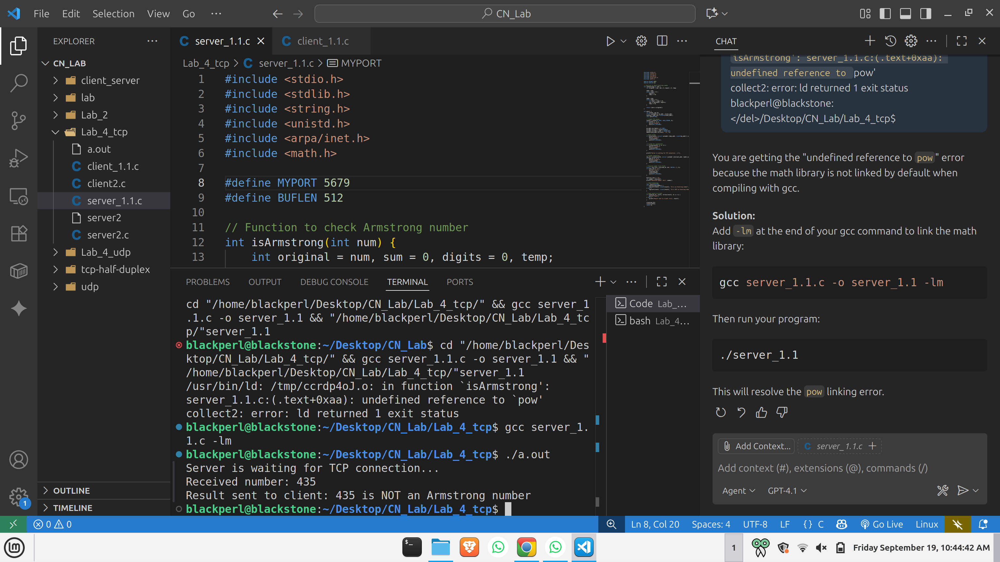 File Edit Selection View Go ··· CN_Lab
EXPLORER ···
CN_LAB
client_server
lab
Lab_2
Lab_4_tcp
a.out
client_1.1.c
client2.c
server_1.1.c
server2
server2.c
Lab_4_udp
tcp-half-duplex
udp
OUTLINE
TIMELINE
1
server_1.1.c client_1.1.c
Lab_4_tcp > server_1.1.c > MYPORT
1 #include <stdio.h>
2 #include <stdlib.h>
3 #include <string.h>
4 #include <unistd.h>
5 #include <arpa/inet.h>
6 #include <math.h>
7
8 #define MYPORT 5679
9 #define BUFLEN 512
10
11 // Function to check Armstrong number
12 int isArmstrong(int num) {
13 int original = num, sum = 0, digits = 0, temp;
PROBLEMS OUTPUT DEBUG CONSOLE TERMINAL PORTS
cd "/home/blackperl/Desktop/CN_Lab/Lab_4_tcp/" && gcc server_1
.1.c -o server_1.1 && "/home/blackperl/Desktop/CN_Lab/Lab_4_tc
p/"server_1.1
blackperl@blackstone:~/Desktop/CN_Lab$ cd "/home/blackperl/Des
ktop/CN_Lab/Lab_4_tcp/" && gcc server_1.1.c -o server_1.1 && "
/home/blackperl/Desktop/CN_Lab/Lab_4_tcp/"server_1.1
/usr/bin/ld: /tmp/ccrdp4oJ.o: in function `isArmstrong':
server_1.1.c:(.text+0xaa): undefined reference to `pow'
collect2: error: ld returned 1 exit status
blackperl@blackstone:~/Desktop/CN_Lab/Lab_4_tcp$ gcc server_1.
1.c -lm
blackperl@blackstone:~/Desktop/CN_Lab/Lab_4_tcp$ ./a.out
Server is waiting for TCP connection...
Received number: 435
Result sent to client: 435 is NOT an Armstrong number
blackperl@blackstone:~/Desktop/CN_Lab/Lab_4_tcp$
Code Lab_...
bash Lab_4...
CHAT
isArmstrong': server_1.1.c:(.text+0xaa):
undefined reference to pow'
collect2: error: ld returned 1 exit status
blackperl@blackstone:
</del>/Desktop/CN_Lab/Lab_4_tcp$
You are getting the "undefined reference to pow" error
because the math library is not linked by default when
compiling with gcc.
Solution:
Add -lm at the end of your gcc command to link the math
library:
gcc server_1.1.c -o server_1.1 -lm
Then run your program:
./server_1.1
This will resolve the pow linking error.
Add Context... server_1.1.c +
Add context (#), extensions (@), commands (/)
Agent GPT-4.1
0 0 Ln 8, Col 20 Spaces: 4 UTF-8 LF {} C Go Live Linux
1 Friday September 19, 10:44:42 AM